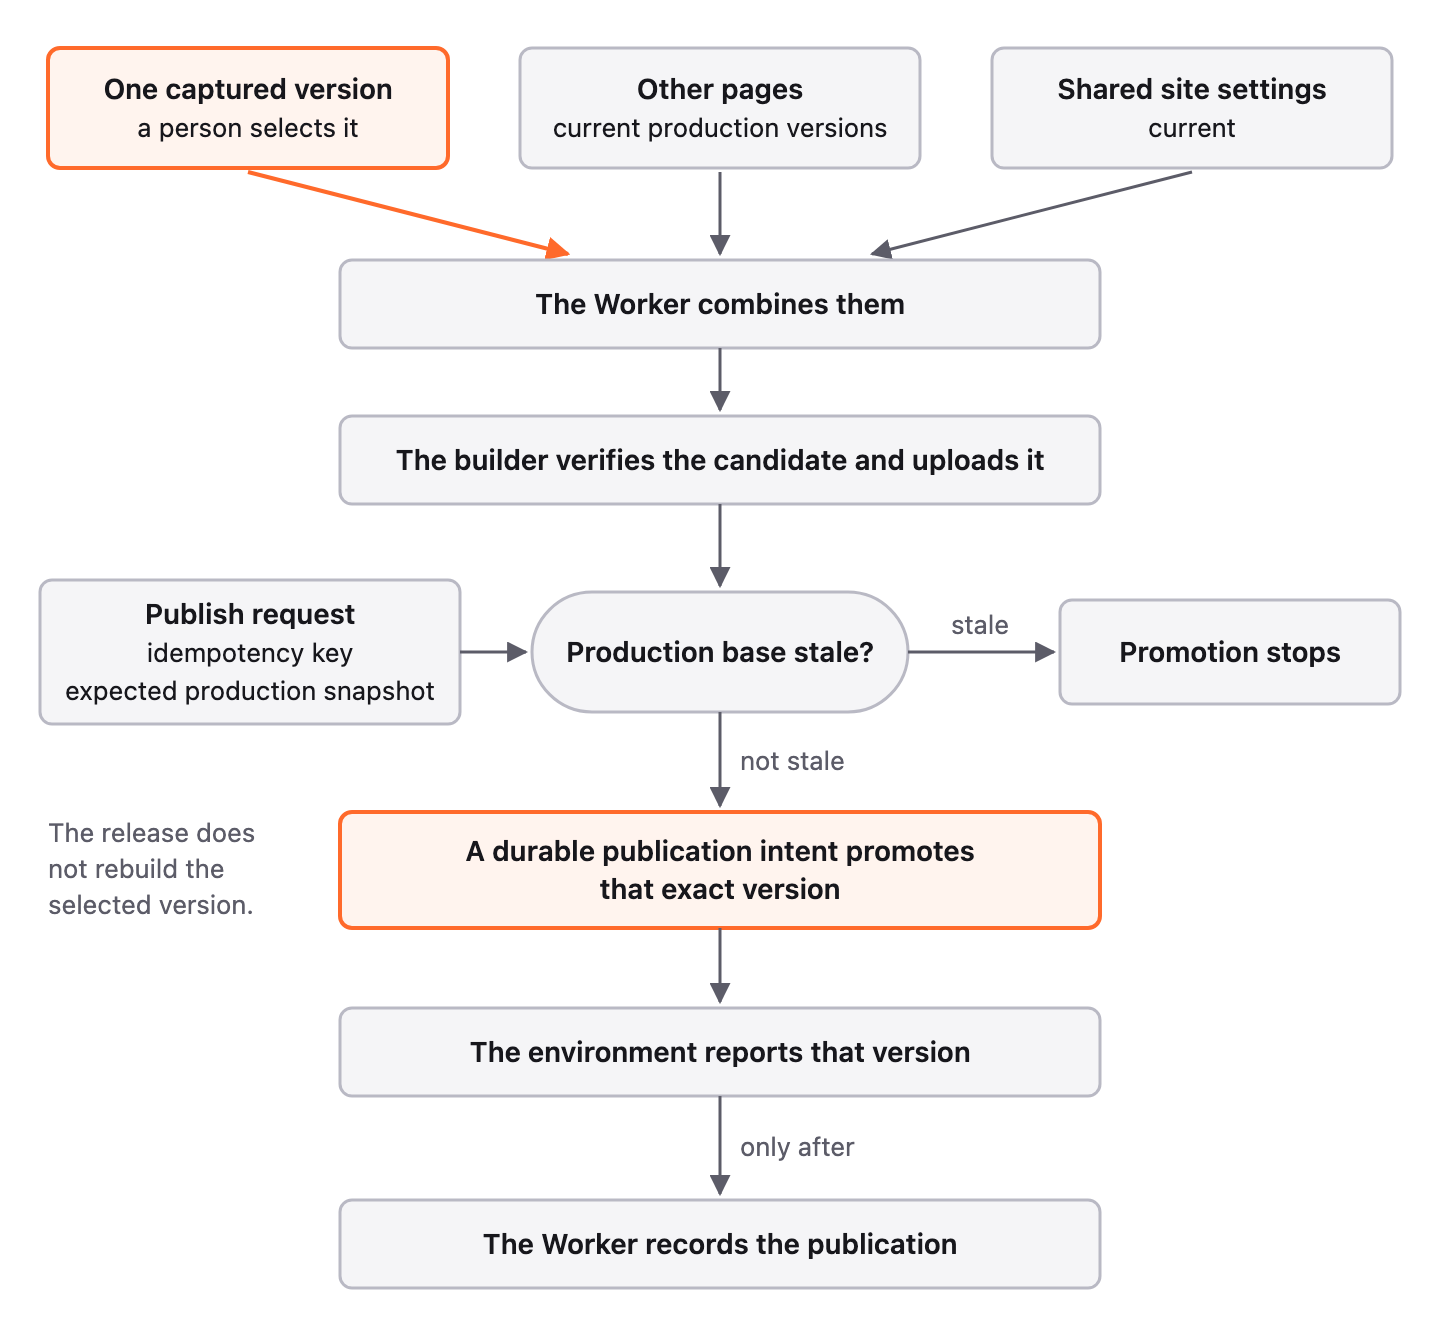 One captured version
a person selects it
Other pages
current production versions
Shared site settings
current
The Worker combines them
The builder verifies the candidate and uploads it
Publish request
idempotency key
expected production snapshot
Production base stale?
stale
Promotion stops
not stale
The release does
not rebuild the
selected version.
A durable publication intent promotes
that exact version
The environment reports that version
only after
The Worker records the publication